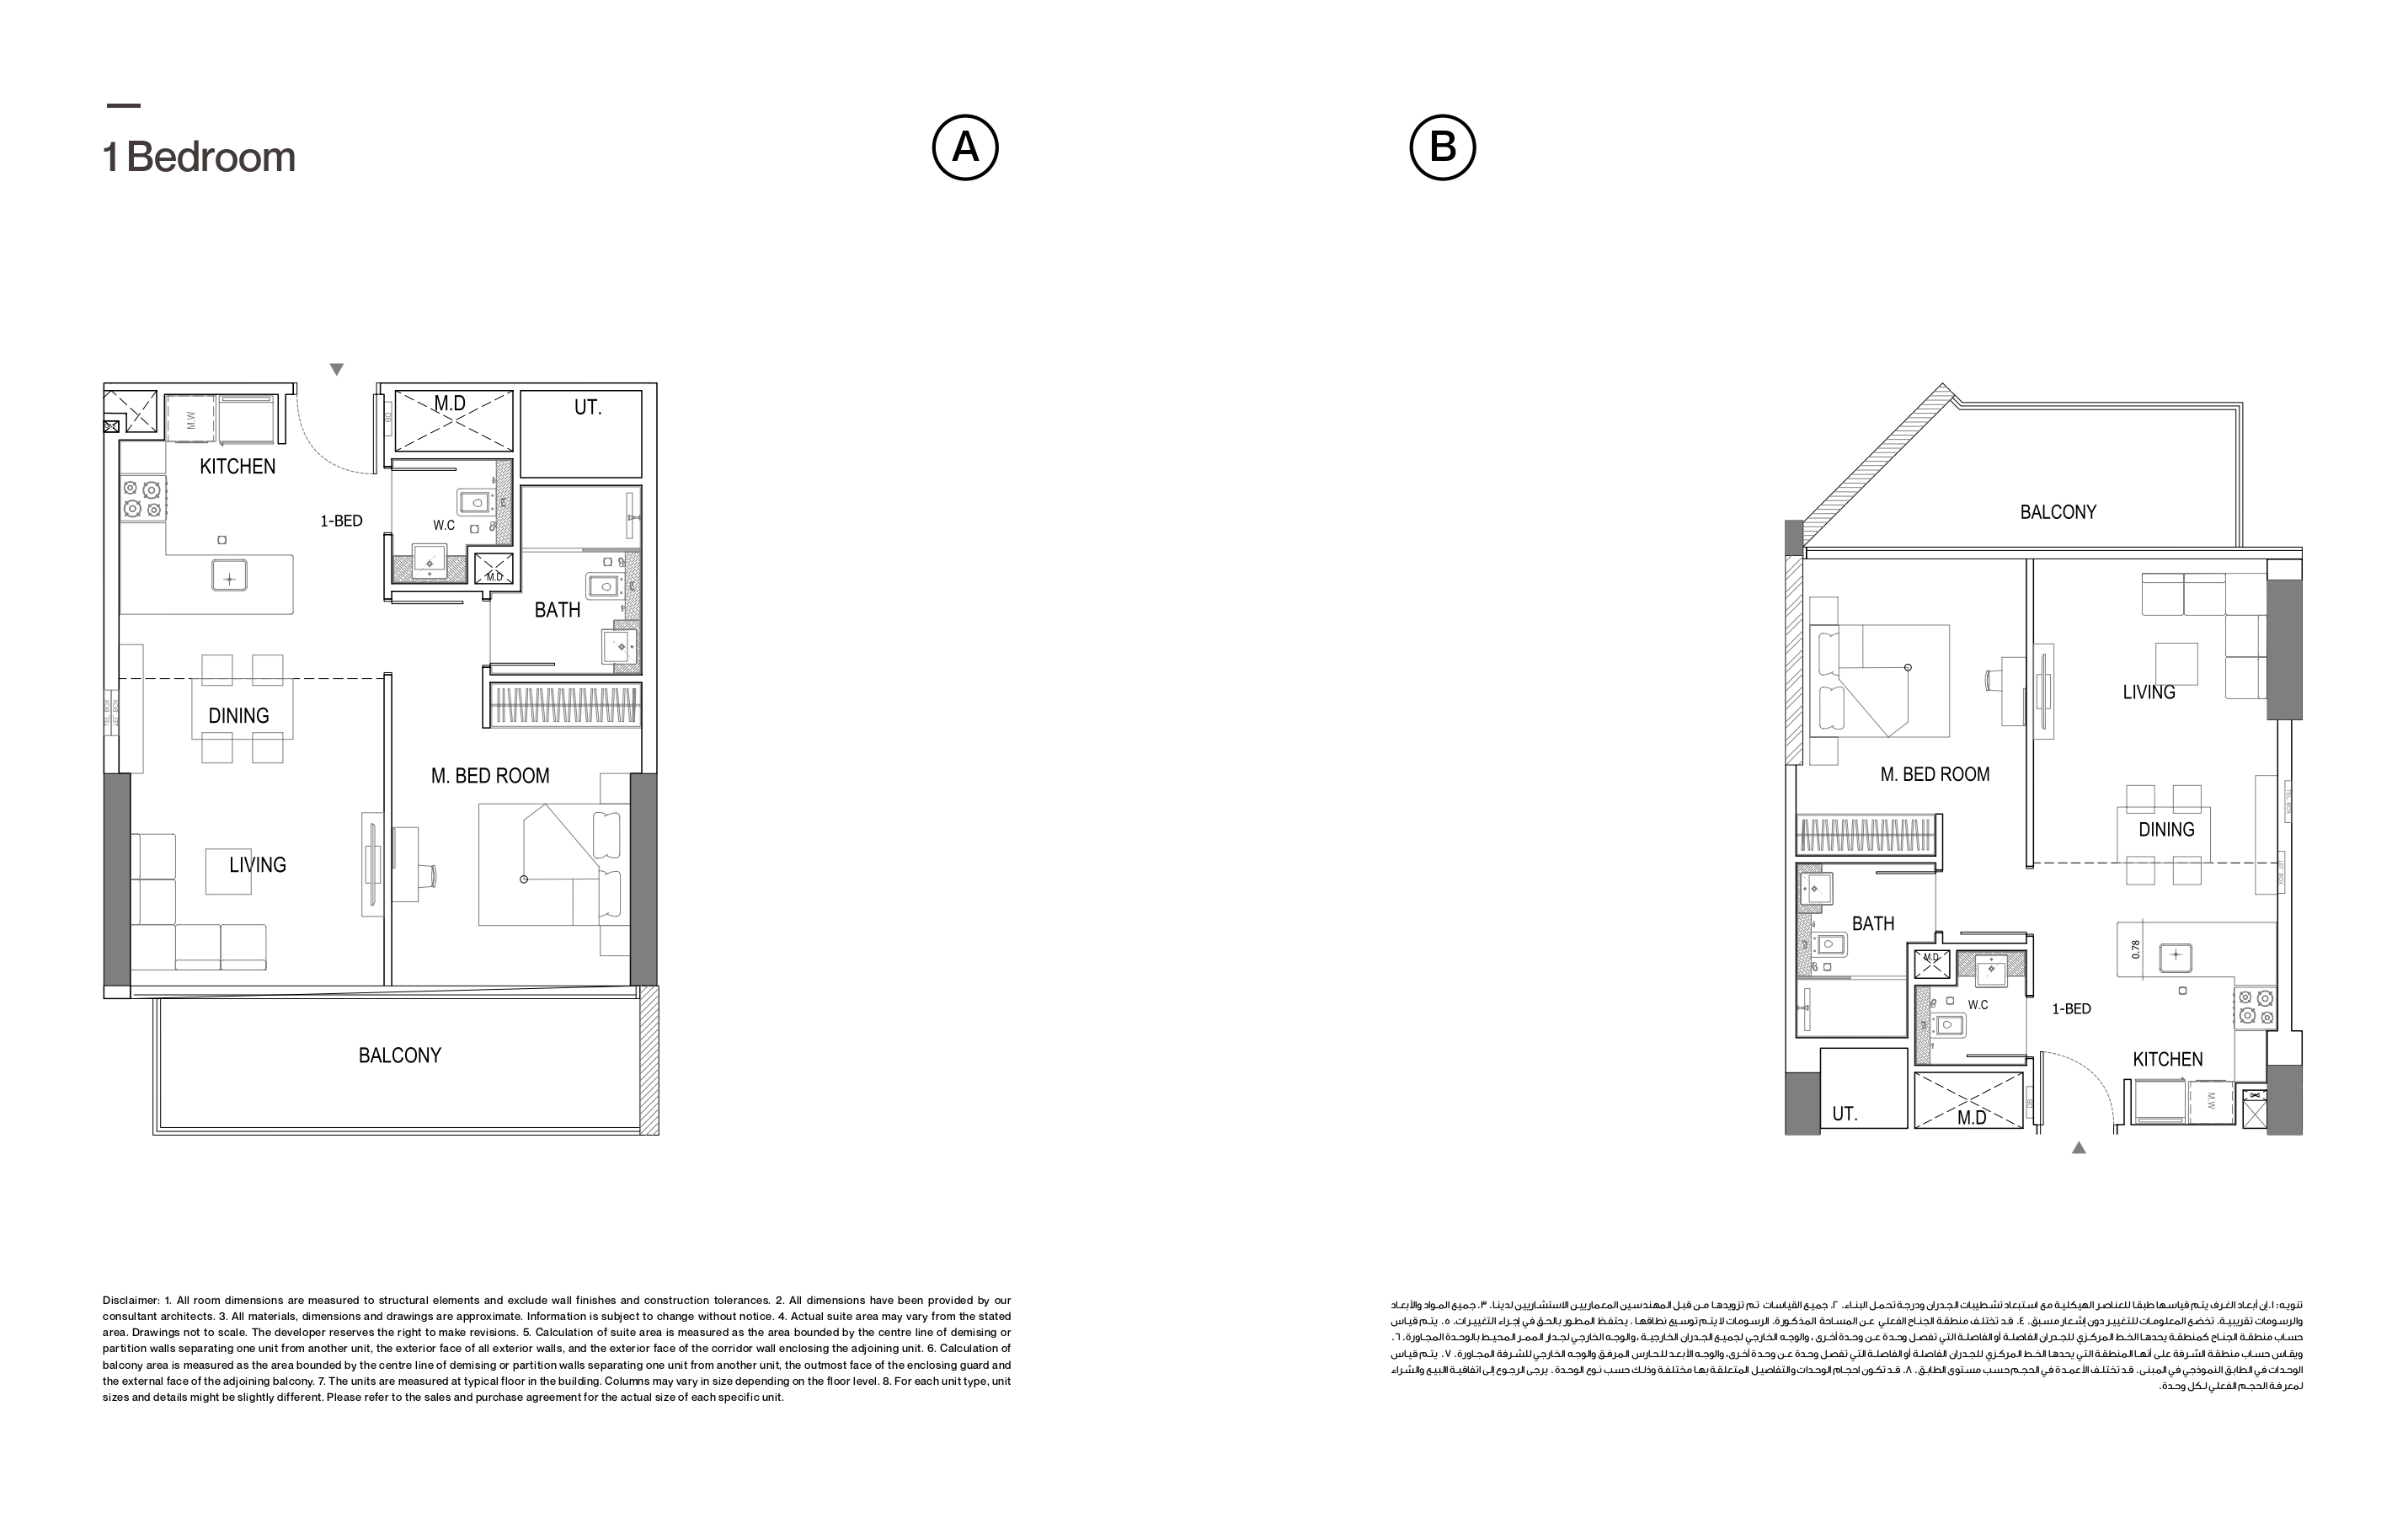 1 Bedroom
A
B
M.D
UT.
M.W
DB
KITCHEN
1-BED
W.C
M.D
BATH
DINING
TEL. BOX
M. BED ROOM
LIVING
BALCONY
BALCONY
LIVING
M. BED ROOM
TEL. BOX
DINING
BATH
0.78
M.D
W.C
1-BED
KITCHEN
GAS
M.W
UT.
M.D
Disclaimer: 1. All room dimensions are measured to structural elements and exclude wall finishes and construction tolerances. 2. All dimensions have been provided by our
consultant architects. 3. All materials, dimensions and drawings are approximate. Information is subject to change without notice. 4. Actual suite area may vary from the stated
area. Drawings not to scale. The developer reserves the right to make revisions. 5. Calculation of suite area is measured as the area bounded by the centre line of demising or
partition walls separating one unit from another unit, the exterior face of all exterior walls, and the exterior face of the corridor wall enclosing the adjoining unit. 6. Calculation of
balcony area is measured as the area bounded by the centre line of demising or partition walls separating one unit from another unit, the outmost face of the enclosing guard and
the external face of the adjoining balcony. 7. The units are measured at typical floor in the building. Columns may vary in size depending on the floor level. 8. For each unit type, unit
sizes and details might be slightly different. Please refer to the sales and purchase agreement for the actual size of each specific unit.
تنويه: ١.إن أبعاد الغرف يتم قياسها طبقا للعناصر الهيكلية مع استبعاد تشطيبات الجدران ودرجة تحمل البناء. ٢. جميع القياسات تم تزويدها من قبل المهندسين المعماريين الاستشاريين لدينا. ٣. جميع المواد والأبعاد
والرسومات تقريبية. تخضع المعلومات للتغيير دون إشعار مسبق. ٤. قد تختلف منطقة الجناح الفعلي عن المساحة المذكورة. الرسومات لا يتم توسيع نطاقها . يحتفظ المطور بالحق في إجراء التغييرات. ٥. يتم قياس
حساب منطقة الجناح كمنطقة يحدها الخط المركزي للجدران الفاصلة أو الفاصلة التي تفصل وحدة عن وحدة أخرى ، والوجه الخارجي لجميع الجدران الخارجية ، والوجه الخارجي لجدار الممر المحيط بالوحدة المجاورة. ٦.
ويقاس حساب منطقة الشرفة على أنها المنطقة التي يحدها الخط المركزي للجدران الفاصلة أو الفاصلة التي تفصل وحدة عن وحدة أخرى، والوجه الأبعد للحارس المرفق والوجه الخارجي للشرفة المجاورة. ٧. يتم قياس
الوحدات في الطابق النموذجي في المبنى. قد تختلف الأعمدة في الحجم حسب مستوى الطابق. ٨. قد تكون احجام الوحدات والتفاصيل المتعلقة بها مختلفة وذلك حسب نوع الوحدة . يرجى الرجوع إلى اتفاقية البيع والشراء
لمعرفة الحجم الفعلي لكل وحدة.